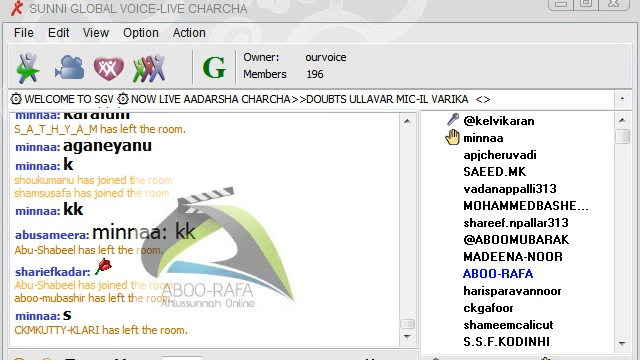 SUNNI GLOBAL VOICE-LIVE CHARCHA
File Edit View Option Action
G
Owner: ourvoice
Members 196
WELCOME TO SGV NOW LIVE AADARSHA CHARCHA>>DOUBTS ULLAVAR MIC-IL VARIKA <>
minnaa: karalum
S_A_T_H_Y_A_M has left the room.
minnaa: aganeyanu
minnaa: k
shoukumanu has joined the room
shamsusafa has joined the room.
minnaa: kk
abusameera: minnaa: kk
Abu-Shabeel has left the room.
shariefkadar:
Abu-Shabeel has joined the room.
aboo-mubashir has left the room.
minnaa: s
CKMKUTTY-KLARI has left the room.
ABOO-RAFA
Ahlussunnah Online
@kelvikaran
minnaa
apjcheruvadi
SAEED.MK
vadanappalli313
MOHAMMEDBASHE...
shareef.npallar313
@ABOOMUBARAK
MADEENA-NOOR
ABOO-RAFA
harisparavannoor
ckgafoor
shameemcalicut
S.S.F.KODINHI